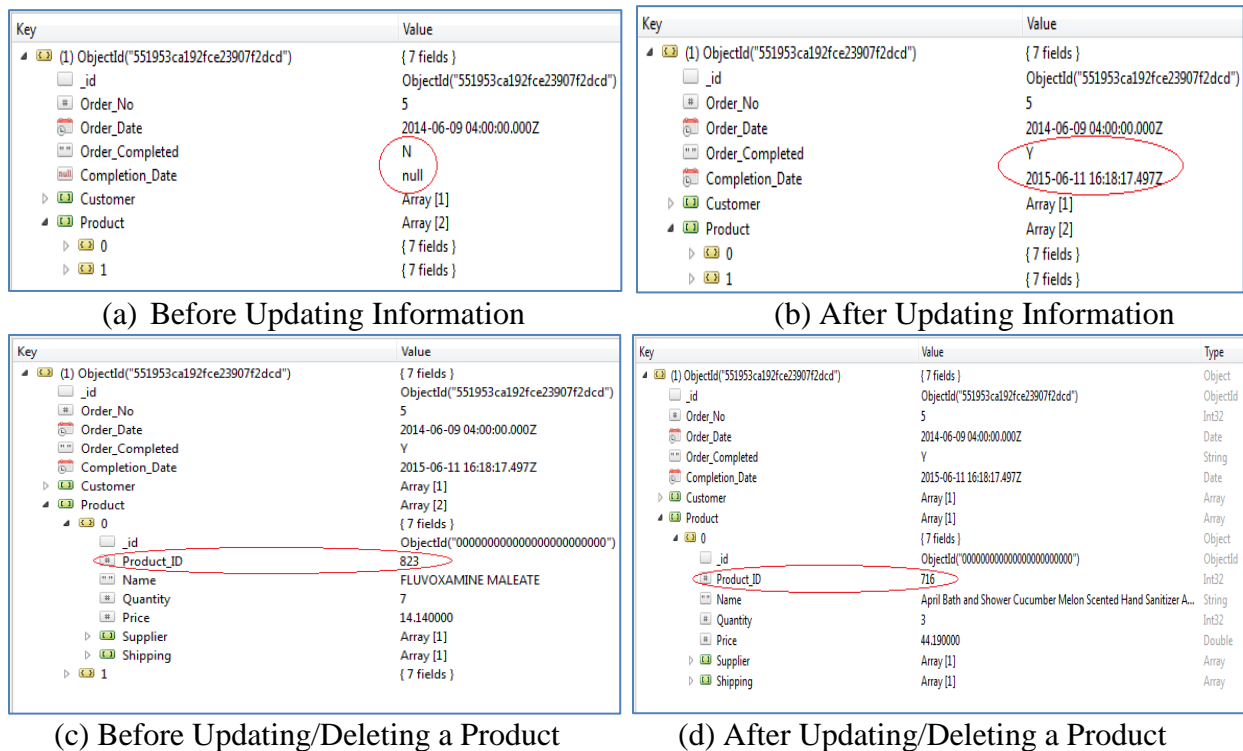 Key Value
(1) ObjectId("551953ca192fce23907f2dcd") { 7 fields }
_id ObjectId("551953ca192fce23907f2dcd")
# Order_No 5
Order_Date 2014-06-09 04:00:00.000Z
" " Order_Completed N
null Completion_Date null
Customer Array [1]
Product Array [2]
0 { 7 fields }
1 { 7 fields }
(a) Before Updating Information
Key Value
(1) ObjectId("551953ca192fce23907f2dcd") { 7 fields }
_id ObjectId("551953ca192fce23907f2dcd")
# Order_No 5
Order_Date 2014-06-09 04:00:00.000Z
" " Order_Completed Y
Completion_Date 2015-06-11 16:18:17.497Z
Customer Array [1]
Product Array [2]
0 { 7 fields }
1 { 7 fields }
(b) After Updating Information
Key Value
(1) ObjectId("551953ca192fce23907f2dcd") { 7 fields }
_id ObjectId("551953ca192fce23907f2dcd")
# Order_No 5
Order_Date 2014-06-09 04:00:00.000Z
" " Order_Completed Y
Completion_Date 2015-06-11 16:18:17.497Z
Customer Array [1]
Product Array [2]
0 { 7 fields }
_id ObjectId("000000000000000000000000")
# Product_ID 823
" " Name FLUVOXAMINE MALEATE
# Quantity 7
# Price 14.140000
Supplier Array [1]
Shipping Array [1]
1 { 7 fields }
(c) Before Updating/Deleting a Product
Key Value Type
(1) ObjectId("551953ca192fce23907f2dcd") { 7 fields } Object
_id ObjectId("551953ca192fce23907f2dcd") ObjectId
# Order_No 5 Int32
Order_Date 2014-06-09 04:00:00.000Z Date
" " Order_Completed Y String
Completion_Date 2015-06-11 16:18:17.497Z Date
Customer Array [1] Array
Product Array [1] Array
0 { 7 fields } Object
_id ObjectId("000000000000000000000000") ObjectId
# Product_ID 716 Int32
" " Name April Bath and Shower Cucumber Melon Scented Hand Sanitizer A... String
# Quantity 3 Int32
# Price 44.190000 Double
Supplier Array [1] Array
Shipping Array [1] Array
(d) After Updating/Deleting a Product